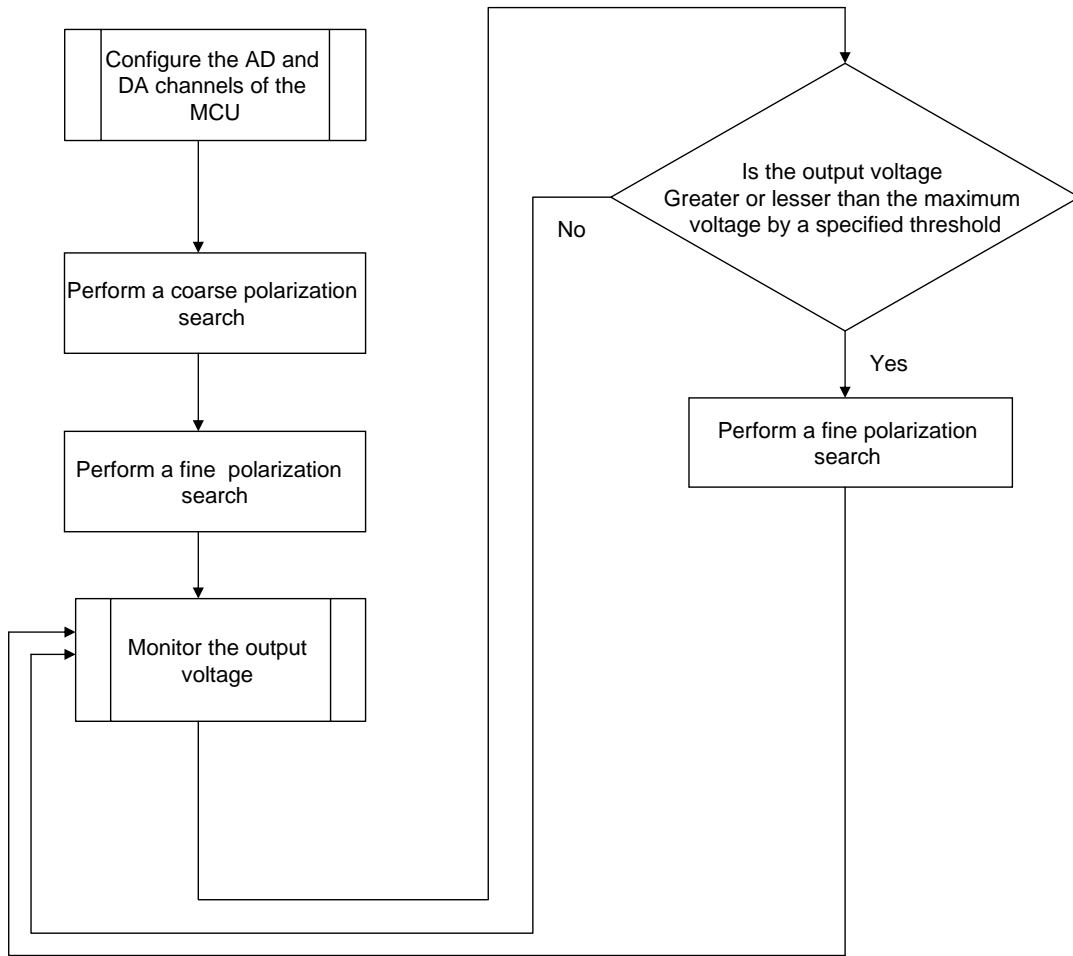 Configure the AD and
DA channels of the
MCU
Perform a coarse polarization
search
Perform a fine polarization
search
Monitor the output
voltage
Is the output voltage
Greater or lesser than the maximum
voltage by a specified threshold
No
Yes
Perform a fine polarization
search